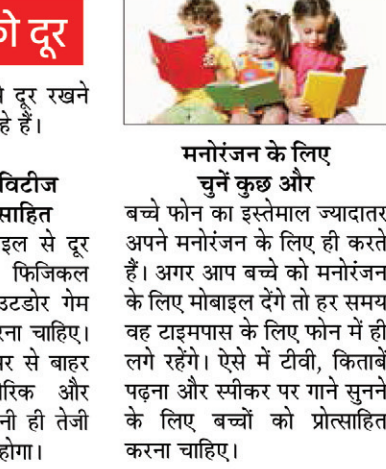 को दूर
दूर रखने
हे हैं।
विटीज
साहित
इल से दूर
फिजिकल
उटडोर गेम
रना चाहिए।
घर से बाहर
रिक और
नी ही तेजी
होगा।
मनोरंजन के लिए
चुनें कुछ और
बच्चे फोन का इस्तेमाल ज्यादातर
अपने मनोरंजन के लिए ही करते
हैं। अगर आप बच्चे को मनोरंजन
के लिए मोबाइल देंगे तो हर समय
वह टाइमपास के लिए फोन में ही
लगे रहेंगे। ऐसे में टीवी, किताबें
पढ़ना और स्पीकर पर गाने सुनने
के लिए बच्चों को प्रोत्साहित
करना चाहिए।